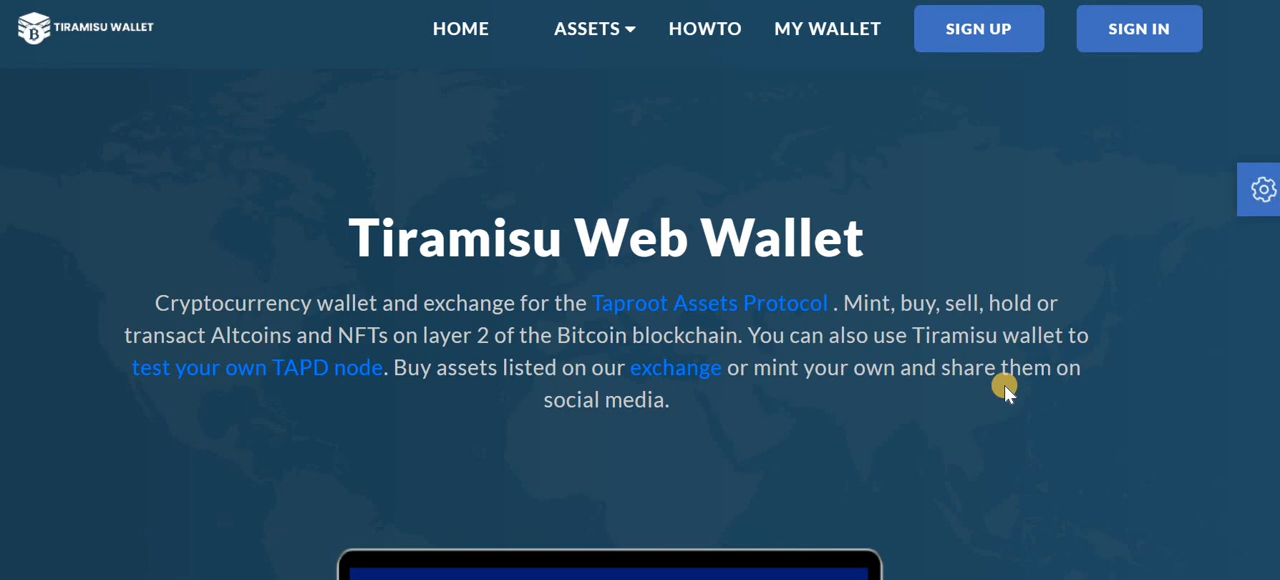 TIRAMISU WALLET
HOME ASSETS HOWTO MY WALLET SIGN UP SIGN IN
Tiramisu Web Wallet
Cryptocurrency wallet and exchange for the Taproot Assets Protocol . Mint, buy, sell, hold or
transact Altcoins and NFTs on layer 2 of the Bitcoin blockchain. You can also use Tiramisu wallet to
test your own TAPD node. Buy assets listed on our exchange or mint your own and share them on
social media.